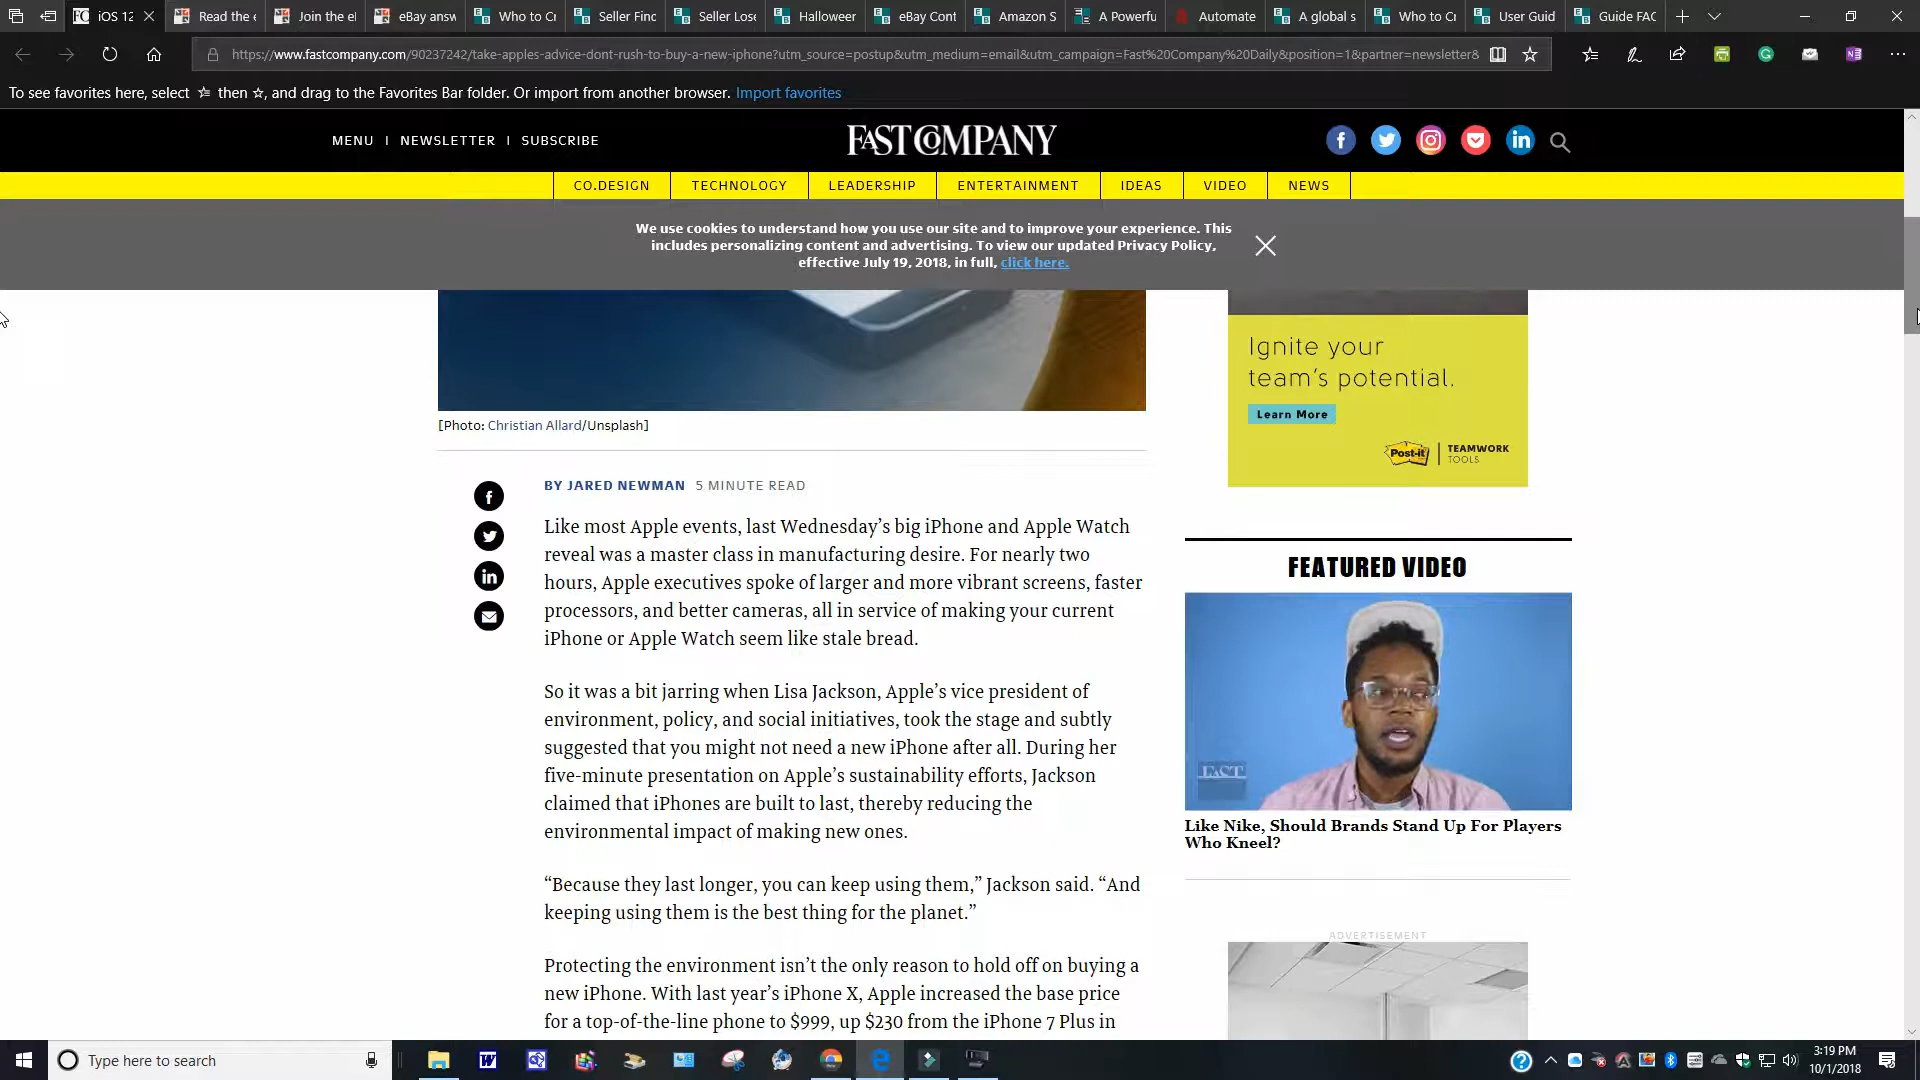 iOS 12
Read the e
Join the el
eBay answ
Who to Cr
Seller Finc
Seller Lose
Halloween
eBay Cont
Amazon S
A Powerfu
Automate
A global s
Who to Cr
User Guid
Guide FAC
https://www.fastcompany.com/90237242/take-apples-advice-dont-rush-to-buy-a-new-iphone?utm_source=postup&utm_medium=email&utm_campaign=Fast%20Company%20Daily&position=1&partner=newsletter&
To see favorites here, select then , and drag to the Favorites Bar folder. Or import from another browser. Import favorites
MENU | NEWSLETTER | SUBSCRIBE
FAST COMPANY
CO.DESIGN
TECHNOLOGY
LEADERSHIP
ENTERTAINMENT
IDEAS
VIDEO
NEWS
We use cookies to understand how you use our site and to improve your experience. This
includes personalizing content and advertising. To view our updated Privacy Policy,
effective July 19, 2018, in full, click here.
[Photo: Christian Allard/Unsplash]
BY JARED NEWMAN 5 MINUTE READ
Like most Apple events, last Wednesday’s big iPhone and Apple Watch
reveal was a master class in manufacturing desire. For nearly two
hours, Apple executives spoke of larger and more vibrant screens, faster
processors, and better cameras, all in service of making your current
iPhone or Apple Watch seem like stale bread.
So it was a bit jarring when Lisa Jackson, Apple’s vice president of
environment, policy, and social initiatives, took the stage and subtly
suggested that you might not need a new iPhone after all. During her
five-minute presentation on Apple’s sustainability efforts, Jackson
claimed that iPhones are built to last, thereby reducing the
environmental impact of making new ones.
“Because they last longer, you can keep using them,” Jackson said. “And
keeping using them is the best thing for the planet.”
Protecting the environment isn’t the only reason to hold off on buying a
new iPhone. With last year’s iPhone X, Apple increased the base price
for a top-of-the-line phone to $999, up $230 from the iPhone 7 Plus in
Ignite your
team’s potential.
Learn More
Post-it
TEAMWORK
TOOLS
FEATURED VIDEO
FAST
Like Nike, Should Brands Stand Up For Players
Who Kneel?
ADVERTISEMENT
Type here to search
3:19 PM
10/1/2018